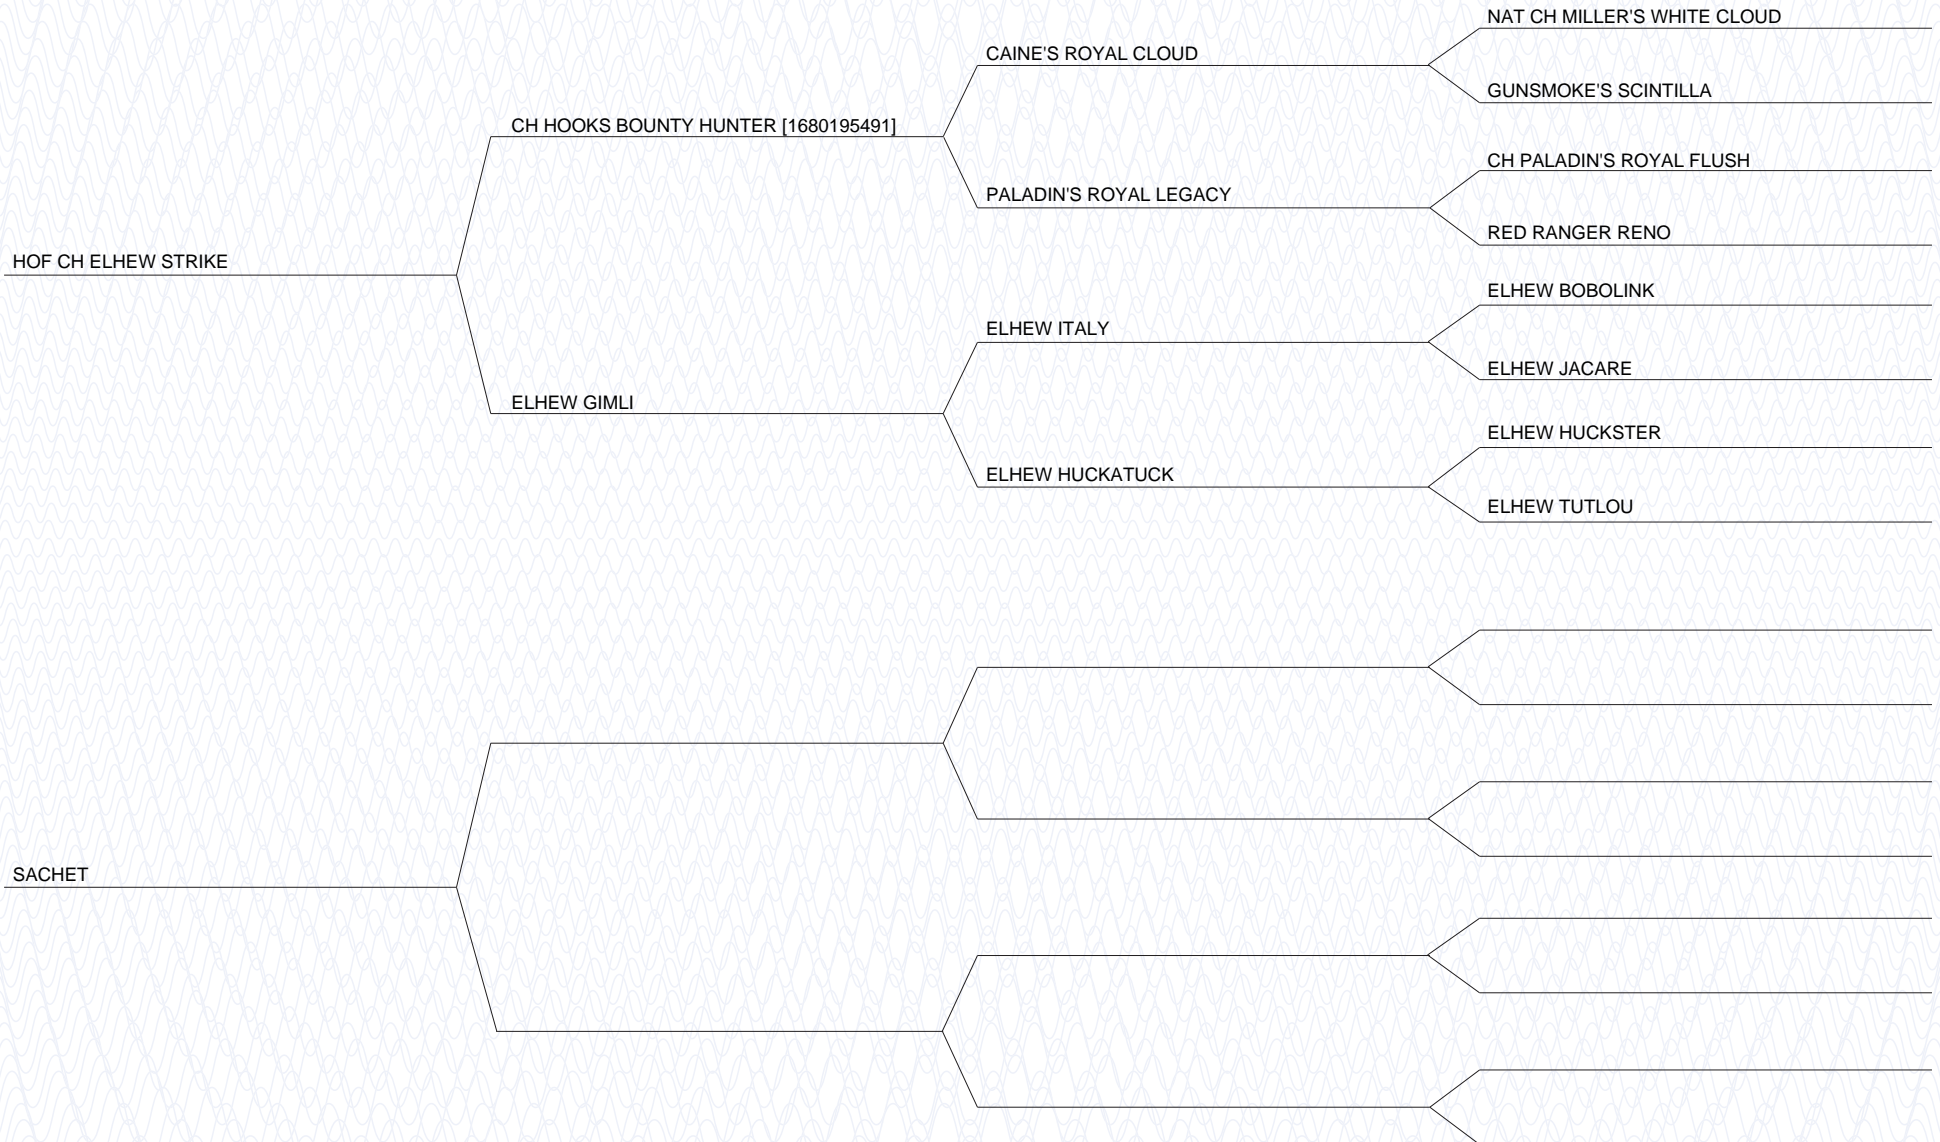 NAT CH MILLER'S WHITE CLOUD
CAINE'S ROYAL CLOUD
GUNSMOKE'S SCINTILLA
CH HOOKS BOUNTY HUNTER [1680195491]
CH PALADIN'S ROYAL FLUSH
PALADIN'S ROYAL LEGACY
RED RANGER RENO
HOF CH ELHEW STRIKE
ELHEW BOBOLINK
ELHEW ITALY
ELHEW JACARE
ELHEW GIMLI
ELHEW HUCKSTER
ELHEW HUCKATUCK
ELHEW TUTLOU
SACHET